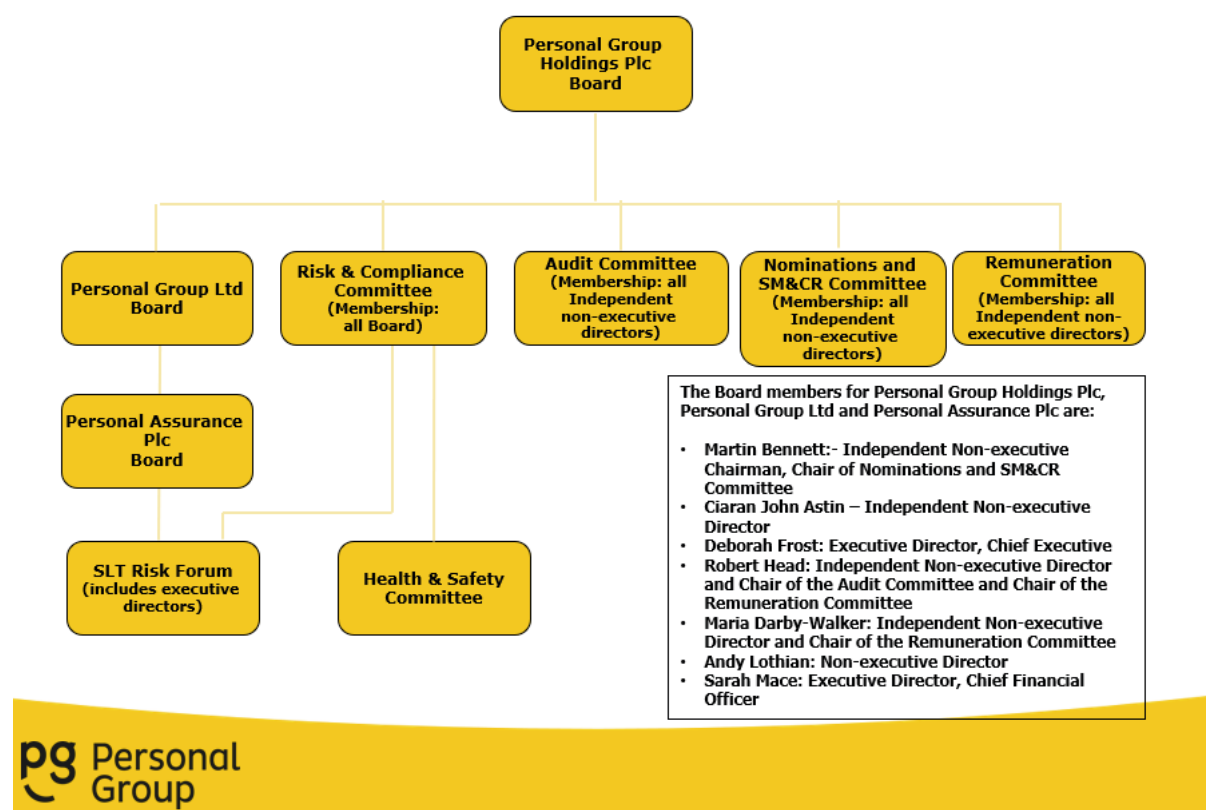 Personal Group
Holdings Plc
Board
Personal Group Ltd
Board
Risk & Compliance
Committee
(Membership:
all Board)
Audit Committee
(Membership: all
Independent
non-executive
directors)
Nominations and
SM&CR Committee
(Membership: all
Independent
non-executive
directors)
Remuneration
Committee
(Membership: all
Independent non-
executive directors)
Personal Assurance
Plc
Board
SLT Risk Forum
(includes executive
directors)
Health & Safety
Committee
The Board members for Personal Group Holdings Plc,
Personal Group Ltd and Personal Assurance Plc are:
• Martin Bennett:- Independent Non-executive
Chairman, Chair of Nominations and SM&CR
Committee
• Ciaran John Astin – Independent Non-executive
Director
• Deborah Frost: Executive Director, Chief Executive
• Robert Head: Independent Non-executive Director
and Chair of the Audit Committee and Chair of the
Remuneration Committee
• Maria Darby-Walker: Independent Non-executive
Director and Chair of the Remuneration Committee
• Andy Lothian: Non-executive Director
• Sarah Mace: Executive Director, Chief Financial
Officer
pg Personal
Group